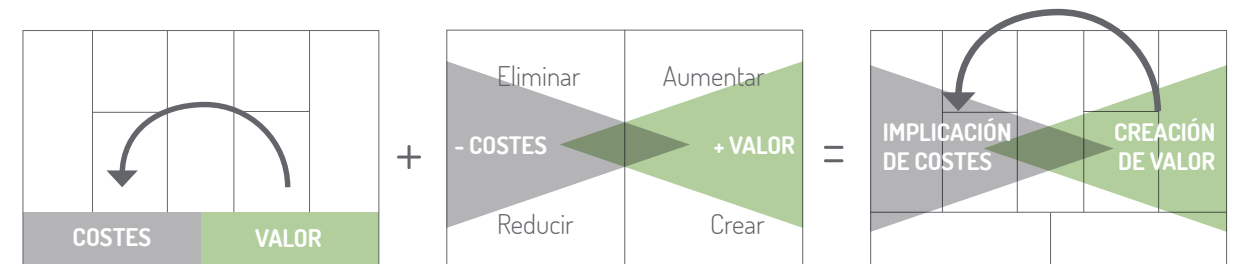 COSTES
VALOR
+
Eliminar
Aumentar
- COSTES
+ VALOR
Reducir
Crear
=
IMPLICACIÓN
DE COSTES
CREACIÓN
DE VALOR